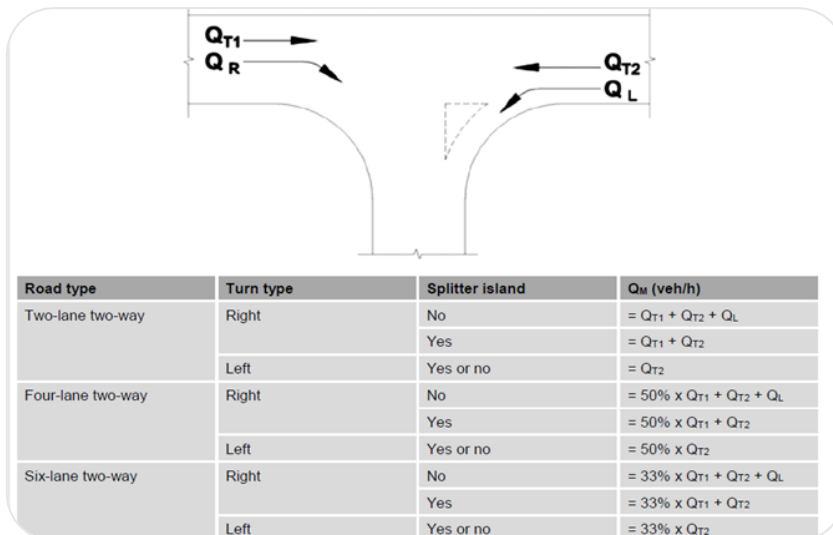 QT1
QR
QT2
QL
Road type Turn type Splitter island QM (veh/h)
Two-lane two-way Right No = QT1 + QT2 + QL
Yes = QT1 + QT2
Left Yes or no = QT2
Four-lane two-way Right No = 50% x QT1 + QT2 + QL
Yes = 50% x QT1 + QT2
Left Yes or no = 50% x QT2
Six-lane two-way Right No = 33% x QT1 + QT2 + QL
Yes = 33% x QT1 + QT2
Left Yes or no = 33% x QT2